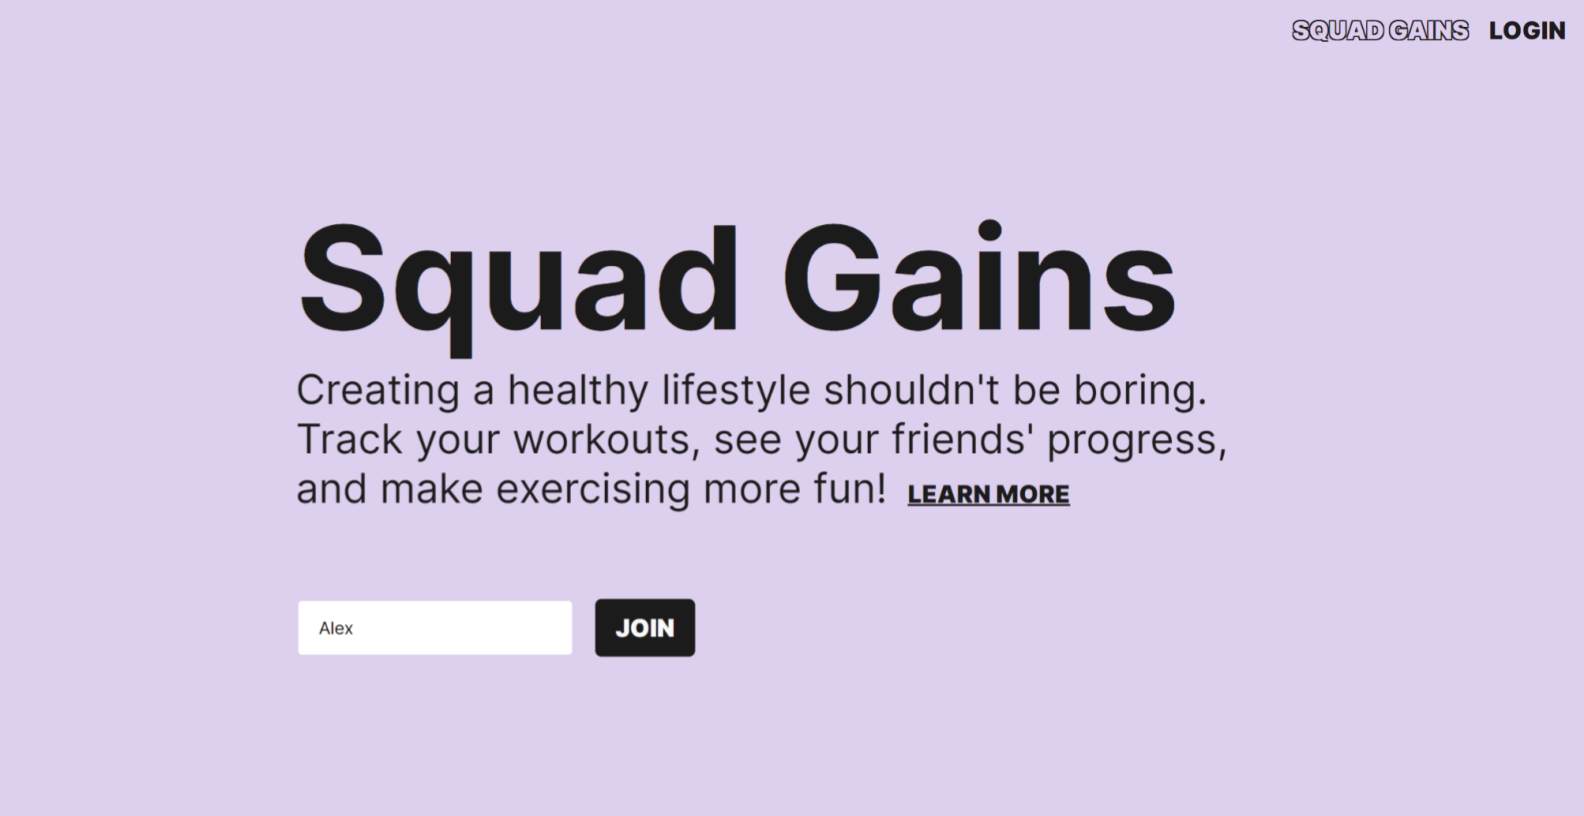 SQUAD GAINS LOGIN
Squad Gains
Creating a healthy lifestyle shouldn't be boring.
Track your workouts, see your friends' progress,
and make exercising more fun! LEARN MORE
Alex JOIN